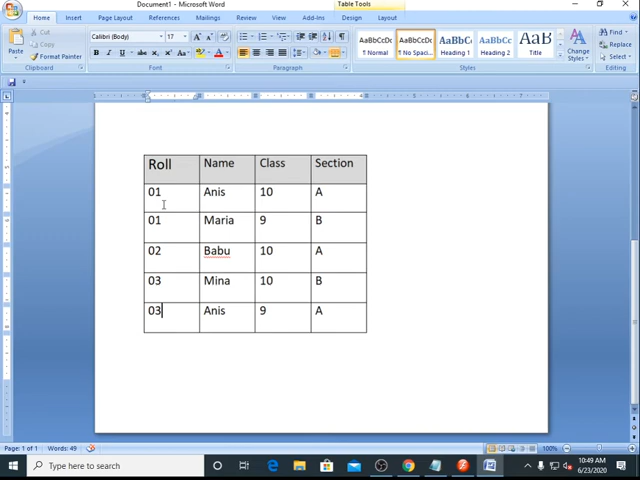 Document1 - Microsoft Word
Table Tools
Home Insert Page Layout References Mailings Review View Add-Ins Design Layout
Cut
Copy
Format Painter
Paste
Clipboard
Calibri (Body) 17
Font
Paragraph
AaBbCcDc AaBbCcDc AaBbC AaBbCc AaB
¶ Normal ¶ No Spaci... Heading 1 Heading 2 Title
Change Styles
Styles
Find
Replace
Select
Editing
Roll Name Class Section
01 Anis 10 A
01 Maria 9 B
02 Babu 10 A
03 Mina 10 B
03 Anis 9 A
Page: 1 of 1 Words: 49 100%
Type here to search
10:49 AM
6/23/2020